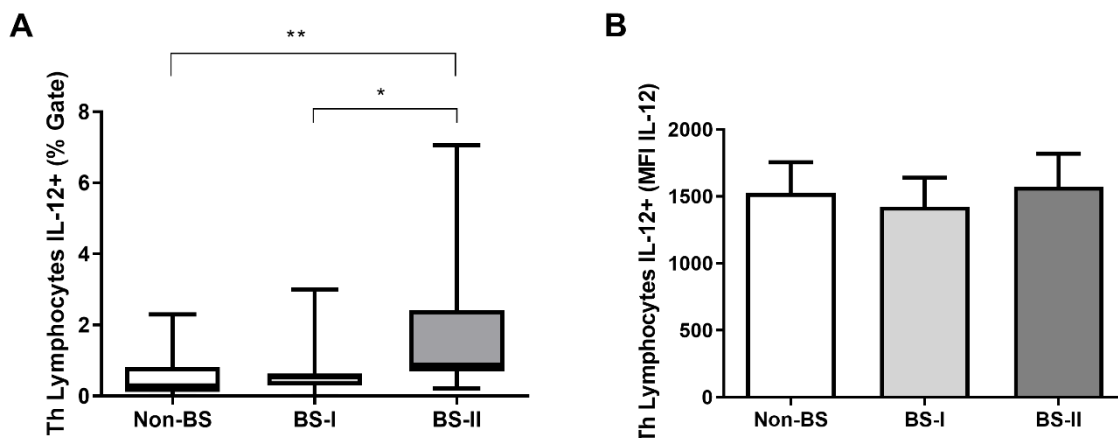 A
**
*
Th Lymphocytes IL-12+ (% Gate)
8
6
4
2
0
Non-BS BS-I BS-II
B
Th Lymphocytes IL-12+ (MFI IL-12)
2000
1500
1000
500
0
Non-BS BS-I BS-II